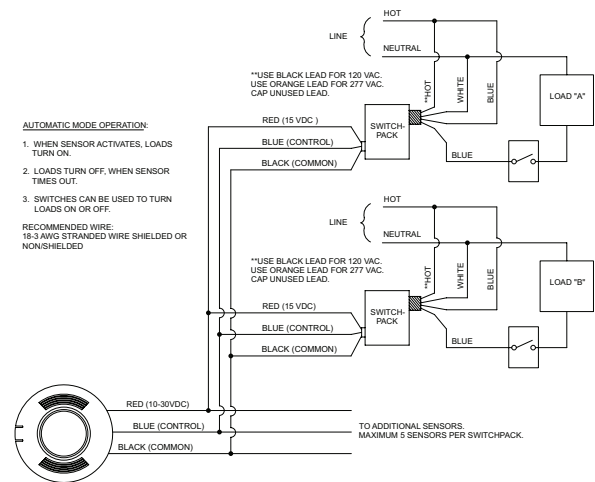 HOT
LINE
NEUTRAL
**USE BLACK LEAD FOR 120 VAC.
USE ORANGE LEAD FOR 277 VAC.
CAP UNUSED LEAD.
**HOT
WHITE
BLUE
LOAD "A"
RED (15 VDC )
SWITCH-
PACK
BLUE (CONTROL)
BLUE
BLACK (COMMON)
AUTOMATIC MODE OPERATION:
1. WHEN SENSOR ACTIVATES, LOADS
TURN ON.
2. LOADS TURN OFF, WHEN SENSOR
TIMES OUT.
3. SWITCHES CAN BE USED TO TURN
LOADS ON OR OFF.
RECOMMENDED WIRE:
18-3 AWG STRANDED WIRE SHIELDED OR
NON/SHIELDED
HOT
LINE
NEUTRAL
**USE BLACK LEAD FOR 120 VAC.
USE ORANGE LEAD FOR 277 VAC.
CAP UNUSED LEAD.
**HOT
WHITE
BLUE
LOAD "B"
RED (15 VDC)
SWITCH-
PACK
BLUE (CONTROL)
BLUE
BLACK (COMMON)
RED (10-30VDC)
BLUE (CONTROL)
BLACK (COMMON)
TO ADDITIONAL SENSORS.
MAXIMUM 5 SENSORS PER SWITCHPACK.